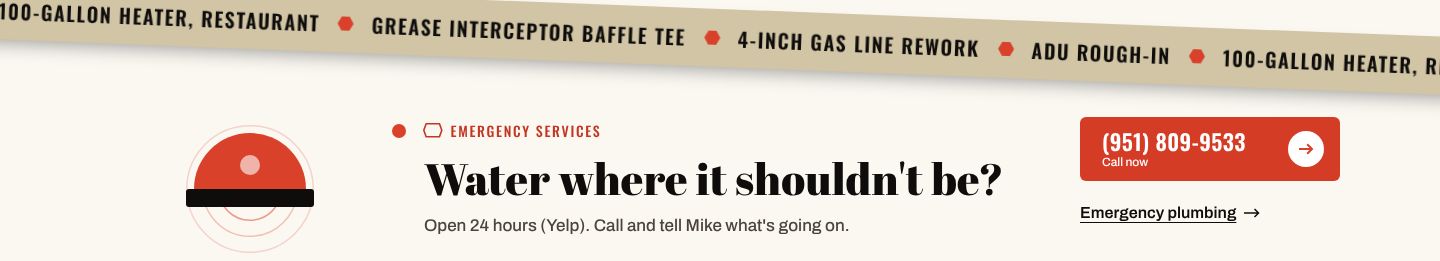 100-GALLON HEATER, RESTAURANT GREASE INTERCEPTOR BAFFLE TEE 4-INCH GAS LINE REWORK ADU ROUGH-IN 100-GALLON HEATER,
EMERGENCY SERVICES
Water where it shouldn't be?
Open 24 hours (Yelp). Call and tell Mike what's going on.
(951) 809-9533
Call now
Emergency plumbing